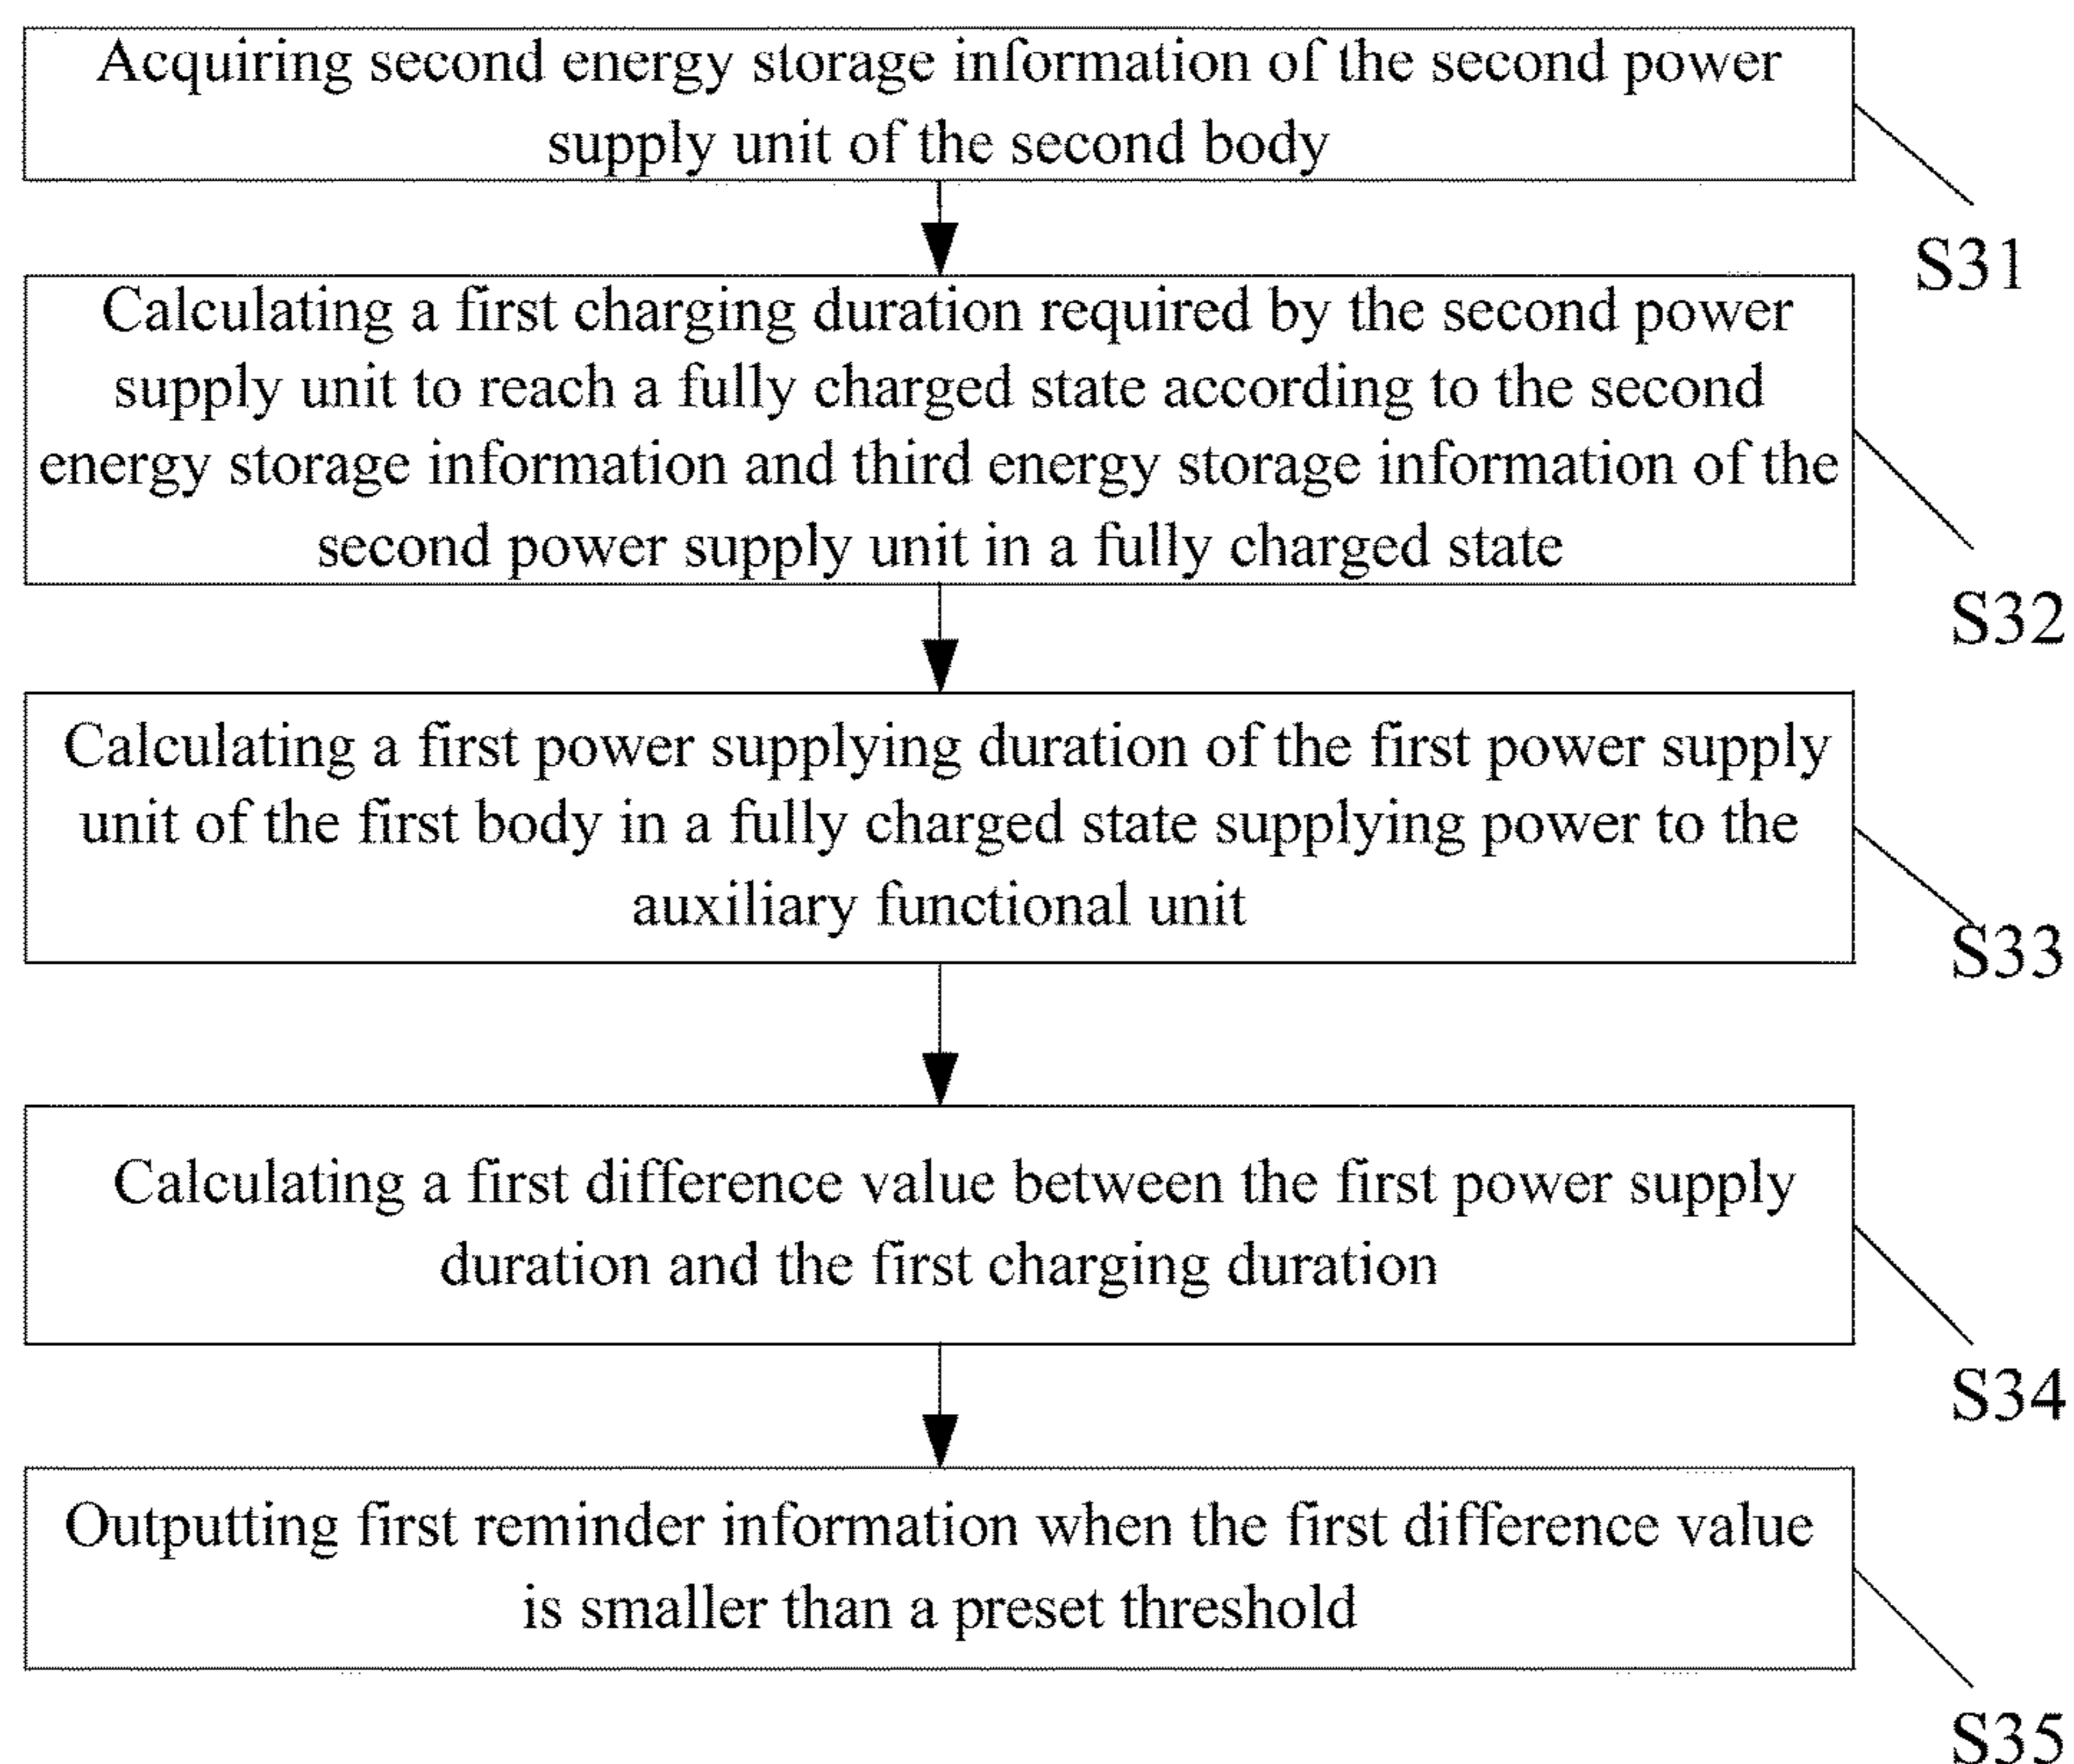 Acquiring second energy storage information of the second power
supply unit of the second body
S31
Calculating a first charging duration required by the second power
supply unit to reach a fully charged state according to the second
energy storage information and third energy storage information of the
second power supply unit in a fully charged state
S32
Calculating a first power supplying duration of the first power supply
unit of the first body in a fully charged state supplying power to the
auxiliary functional unit
S33
Calculating a first difference value between the first power supply
duration and the first charging duration
S34
Outputting first reminder information when the first difference value
is smaller than a preset threshold
S35